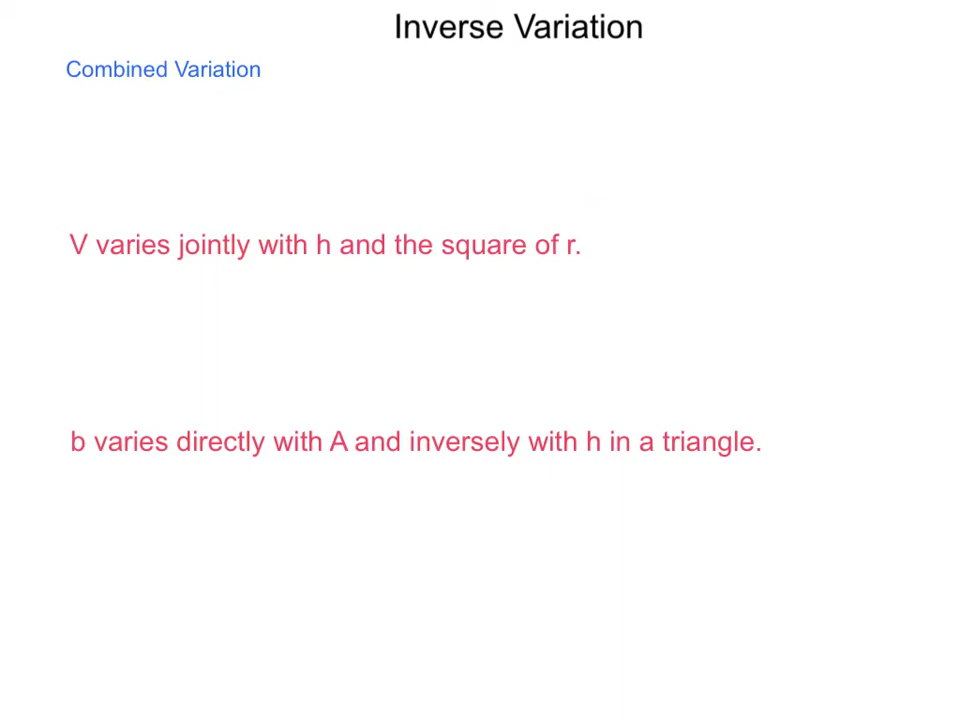 Inverse Variation
Combined Variation
V varies jointly with h and the square of r.
b varies directly with A and inversely with h in a triangle.